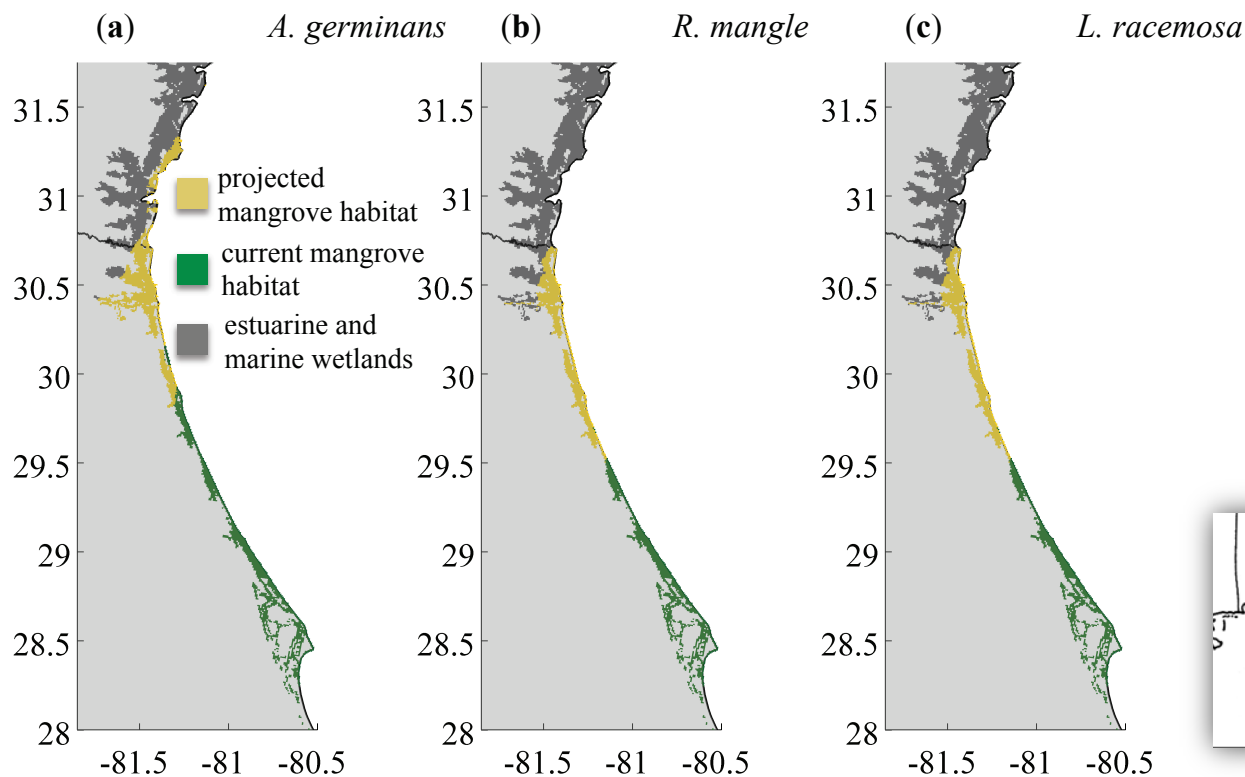 (a) A. germinans
(b) R. mangle
(c) L. racemosa
31.5
31
30.5
30
29.5
29
28.5
28
-81.5 -81 -80.5
projected
mangrove habitat
current mangrove
habitat
estuarine and
marine wetlands
31.5
31
30.5
30
29.5
29
28.5
28
-81.5 -81 -80.5
31.5
31
30.5
30
29.5
29
28.5
28
-81.5 -81 -80.5